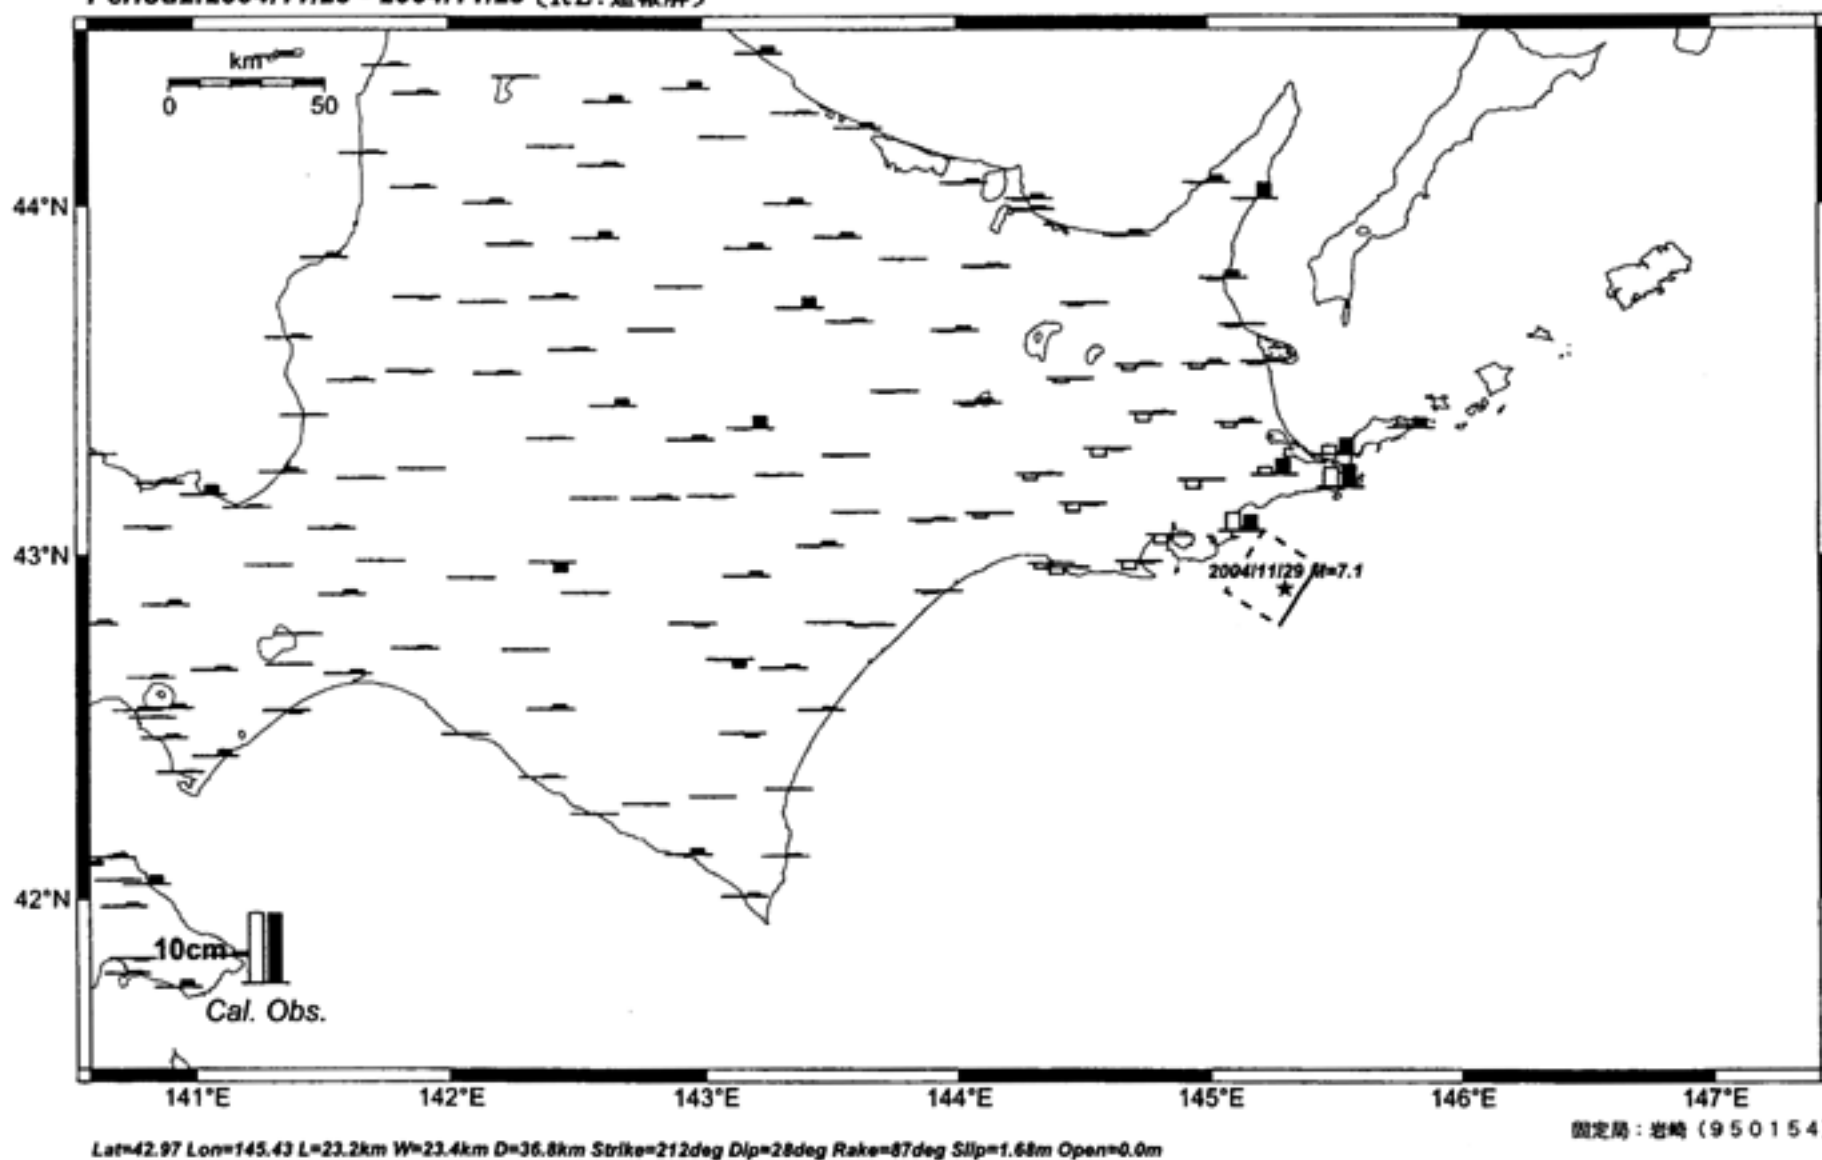 km
0 50
44°N
43°N
42°N
2004/11/29 M=7.1
10cm
Cal. Obs.
141°E 142°E 143°E 144°E 145°E 146°E 147°E
固定局:岩崎(950154
Lat=42.97 Lon=145.43 L=23.2km W=23.4km D=36.8km Strike=212deg Dip=28deg Rake=87deg Slip=1.68m Open=0.0m